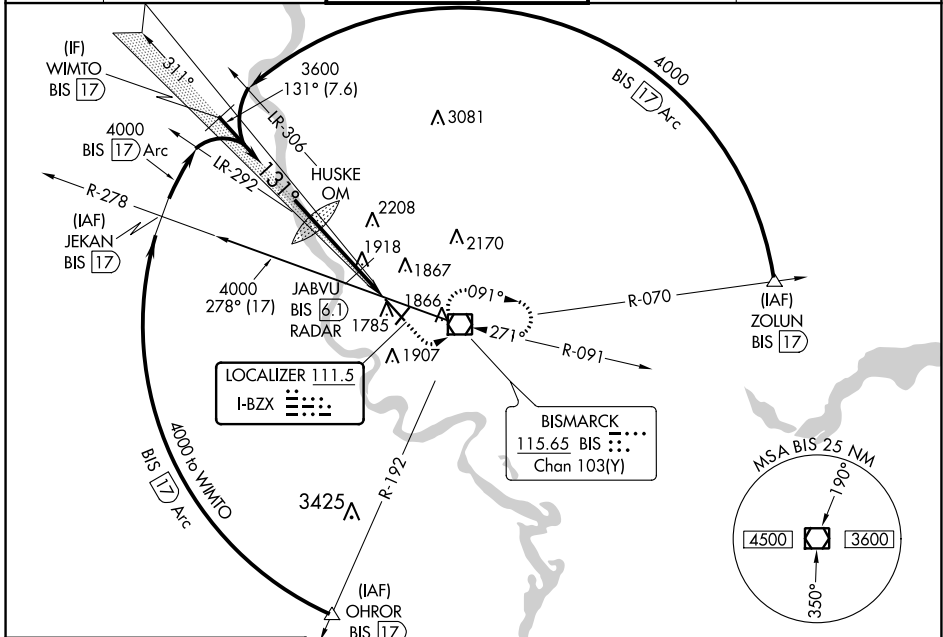 (IF)
WIMTO
BIS 17
311°
3600
131° (7.6)
4000
BIS 17 Arc
3081
4000
BIS 17 Arc
LR-306
LR-292
131°
HUSKE
OM
R-278
(IAF)
JEKAN
BIS 17
2208
1918
2170
1867
4000
278° (17)
JABVU
BIS 6.1
RADAR
1866
1785
091°
271°
R-070
(IAF)
ZOLUN
BIS 17
R-091
1907
LOCALIZER 111.5
I-BZX
BISMARCK
115.65 BIS
Chan 103(Y)
4000 to WIMTO
BIS 17 Arc
R-192
3425
MSA BIS 25 NM
190°
4500
3600
350°
(IAF)
OHROR
BIS 17